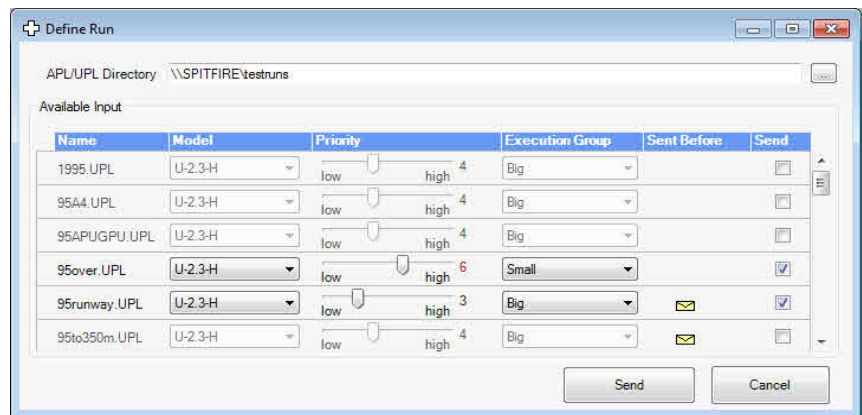 Define Run
APL/UPL Directory \\SPITFIRE\testruns ...
Available Input
Name Model Priority Execution Group Sent Before Send
1995.UPL U-2.3-H low high 4 Big
95A4.UPL U-2.3-H low high 4 Big
95APUGPU.UPL U-2.3-H low high 4 Big
95over.UPL U-2.3-H low high 6 Small
95runway.UPL U-2.3-H low high 3 Big
95to350m.UPL U-2.3-H low high 4 Big
Send Cancel